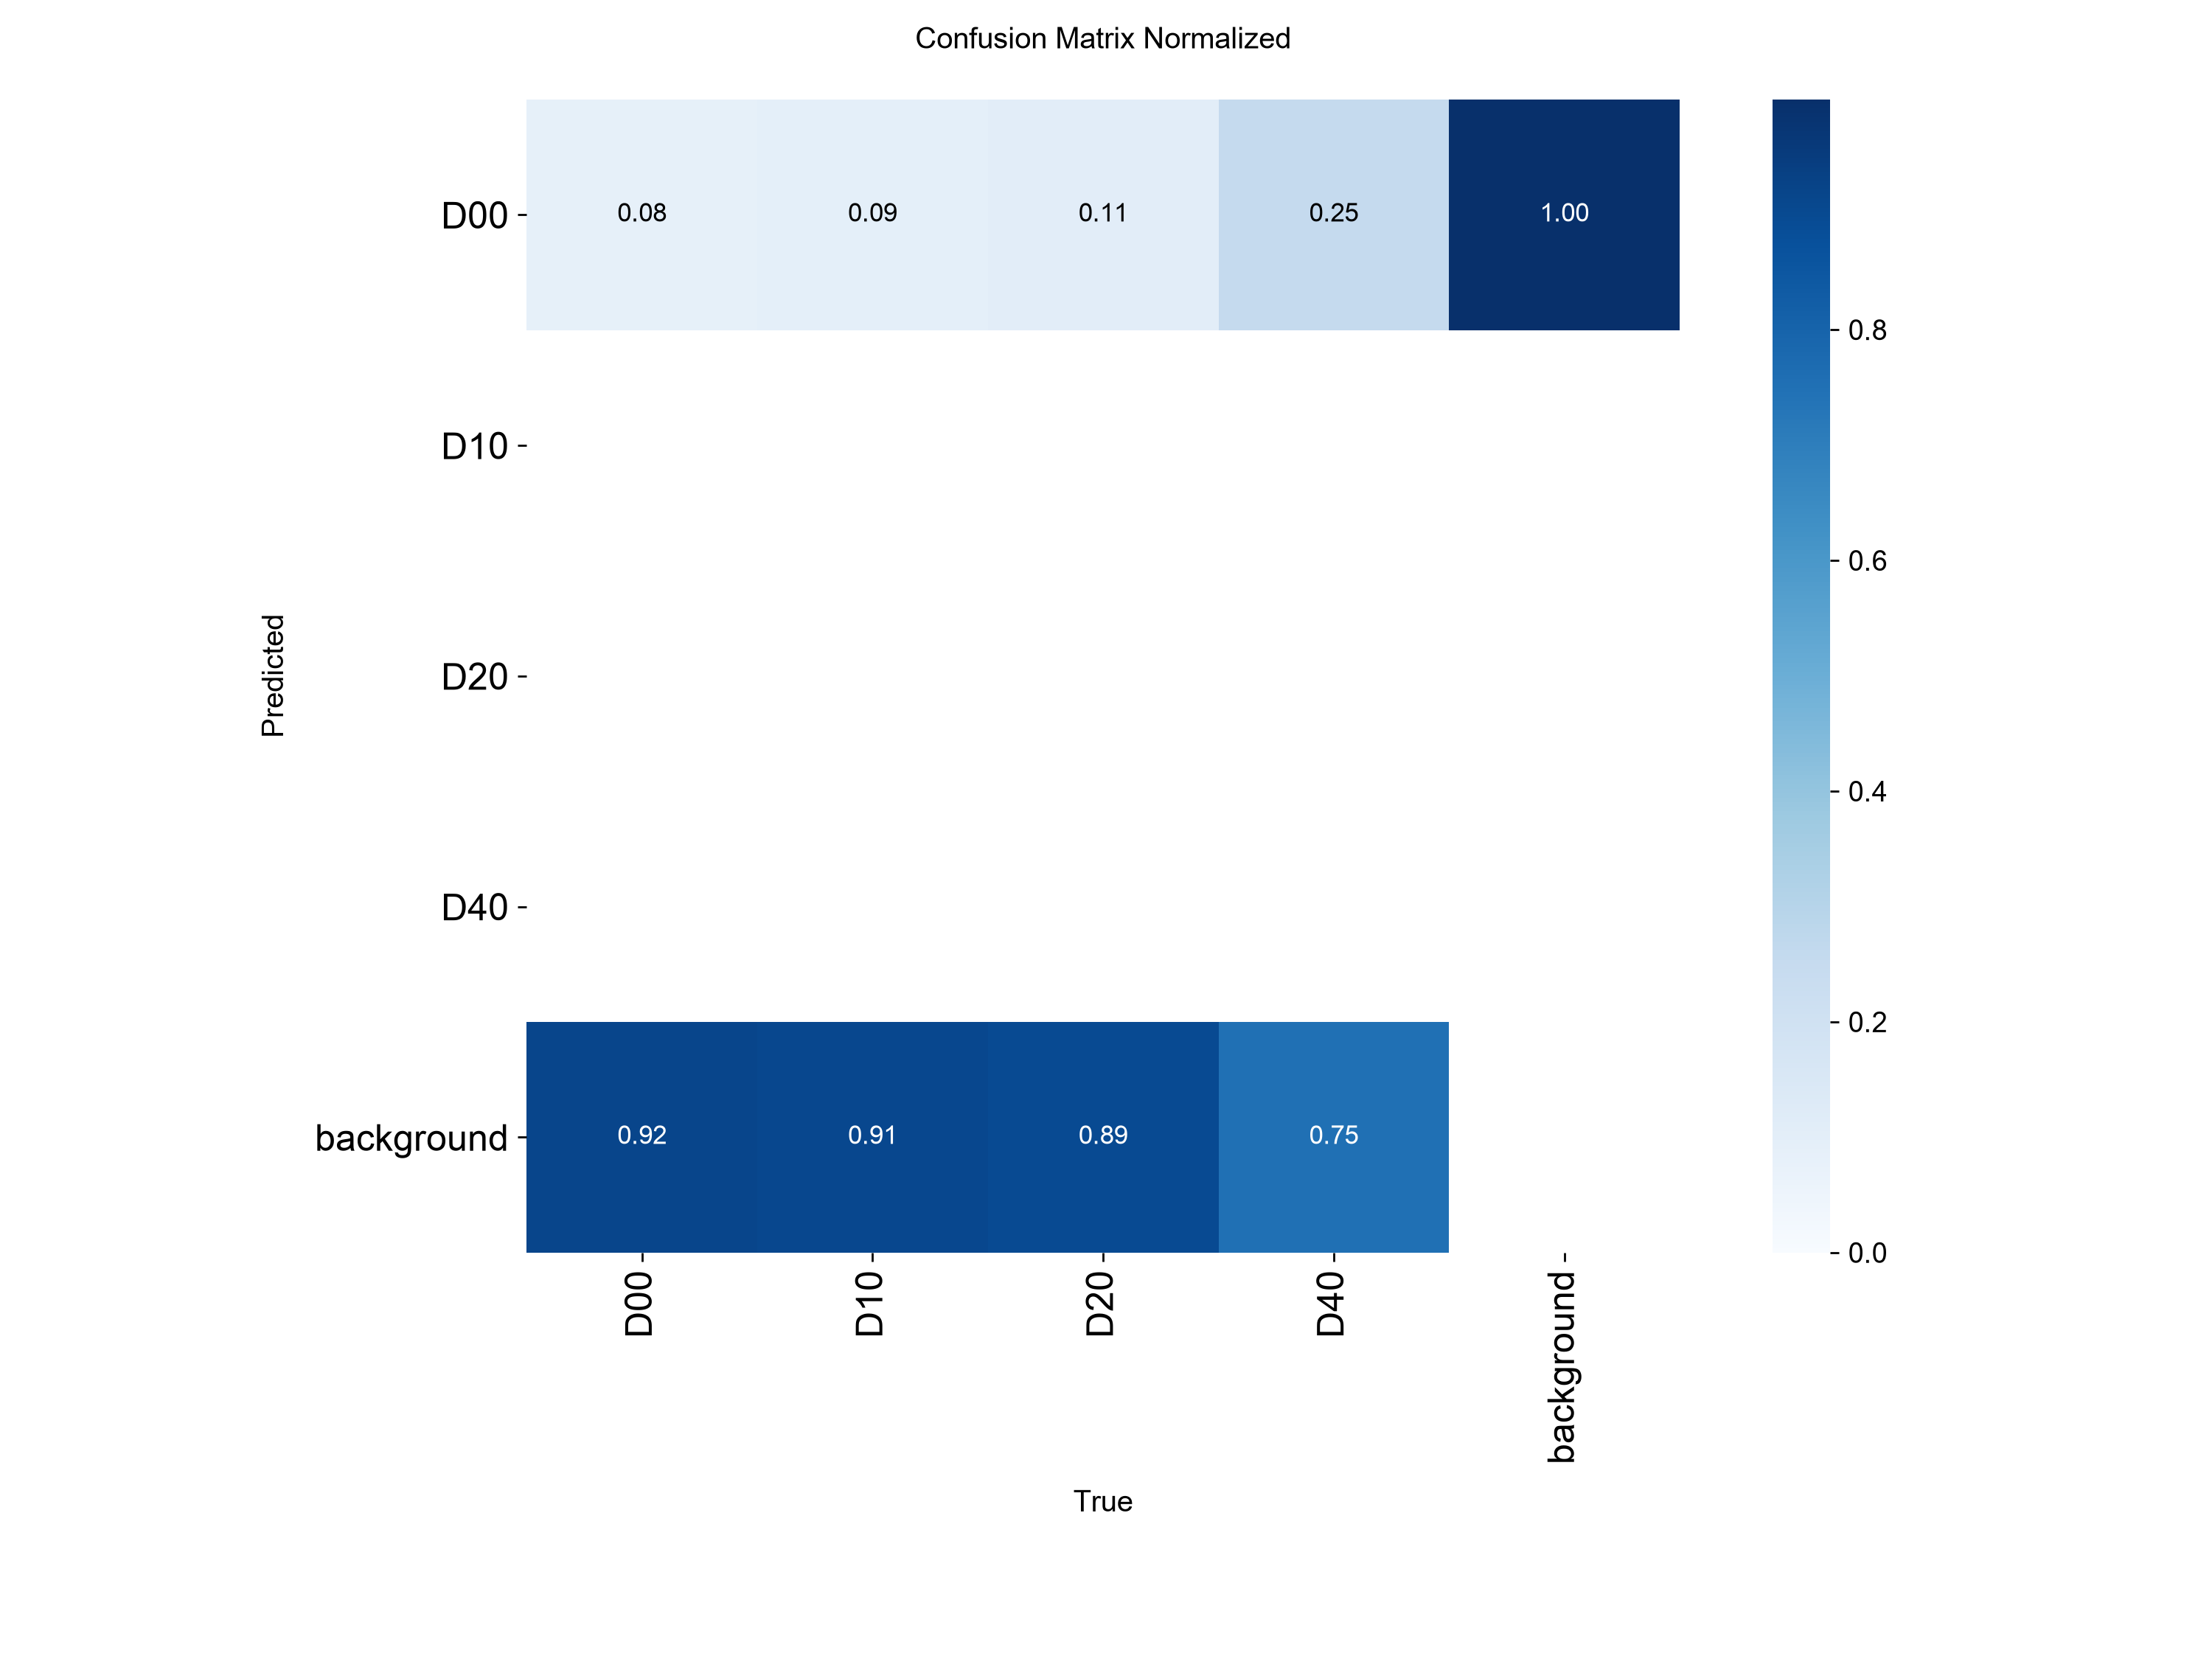 Confusion Matrix Normalized
D00
0.08 0.09 0.11 0.25 1.00
D10
D20
D40
background
0.92 0.91 0.89 0.75
Predicted
D00 D10 D20 D40 background
True
0.8
0.6
0.4
0.2
0.0